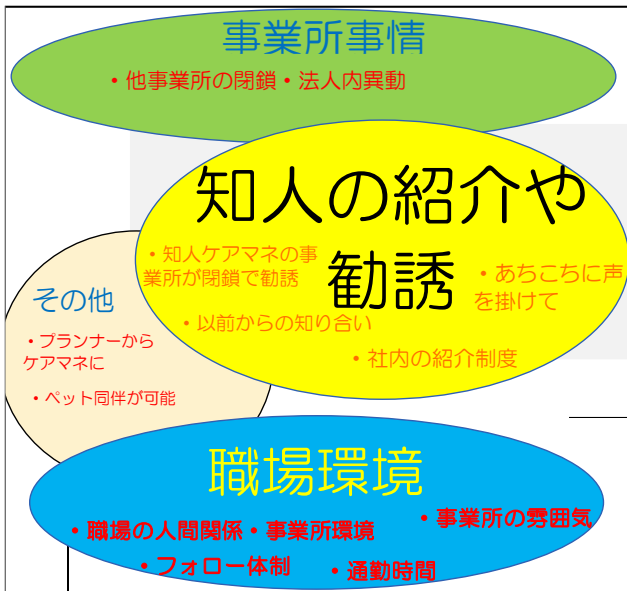 事業所事情
・他事業所の閉鎖・法人内異動
知人の紹介や
勧誘
・知人ケアマネの事
業所が閉鎖で勧誘
・あちこちに声
を掛けて
・以前からの知り合い
・社内の紹介制度
その他
・プランナーから
ケアマネに
・ペット同伴が可能
職場環境
・職場の人間関係・事業所環境
・事業所の雰囲気
・フォロー体制
・通勤時間